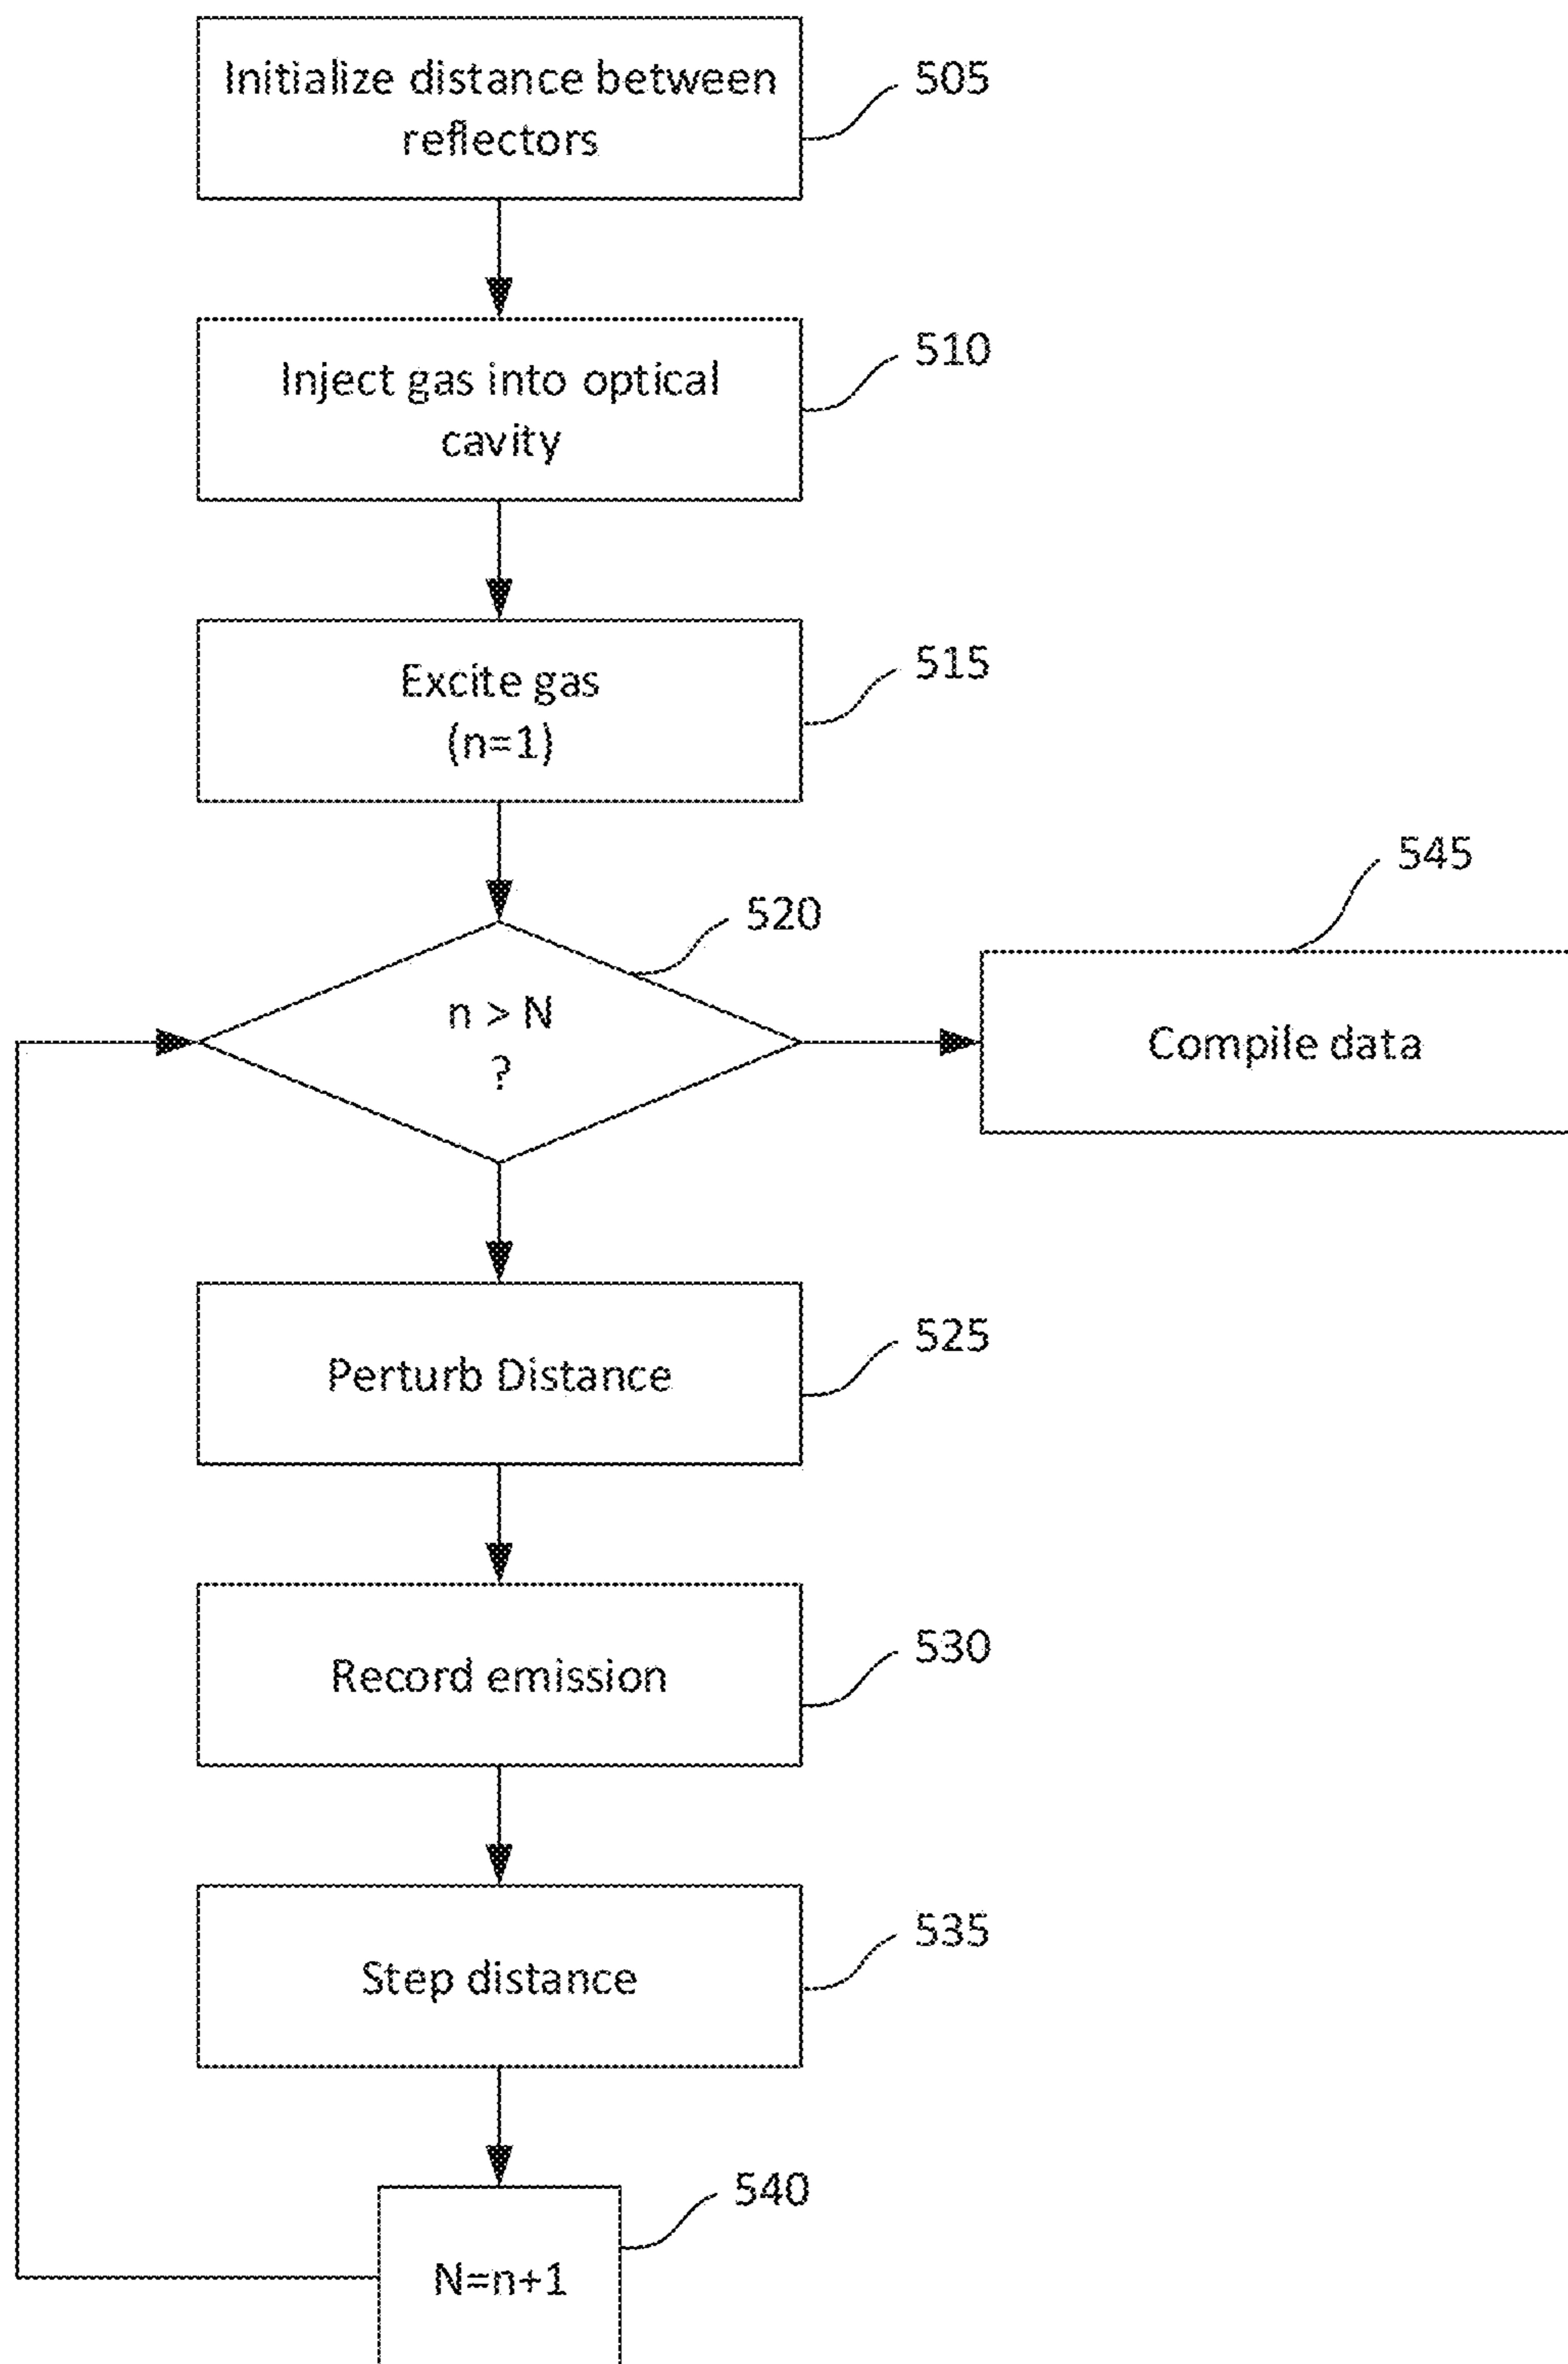 Initialize distance between
reflectors
505
Inject gas into optical
cavity
510
Excite gas
(n=1)
515
n > N
?
520
Compile data
545
Perturb Distance
525
Record emission
530
Step distance
535
N=n+1
540